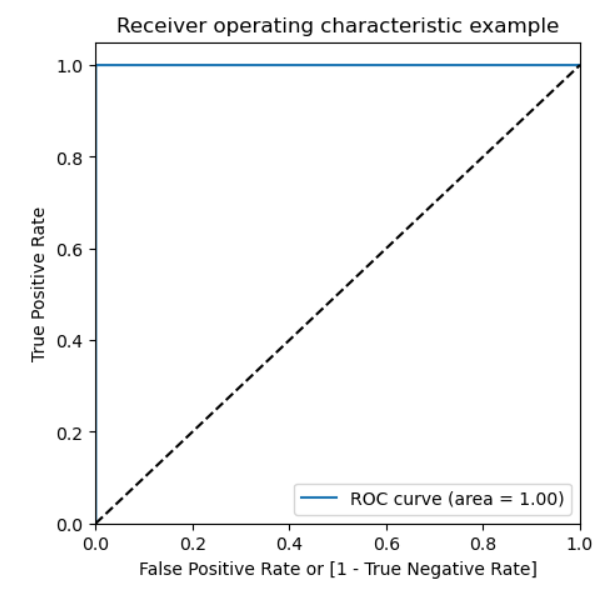 Receiver operating characteristic example
1.0
0.8
0.6
0.4
0.2
0.0
True Positive Rate
ROC curve (area = 1.00)
0.0 0.2 0.4 0.6 0.8 1.0
False Positive Rate or [1 - True Negative Rate]